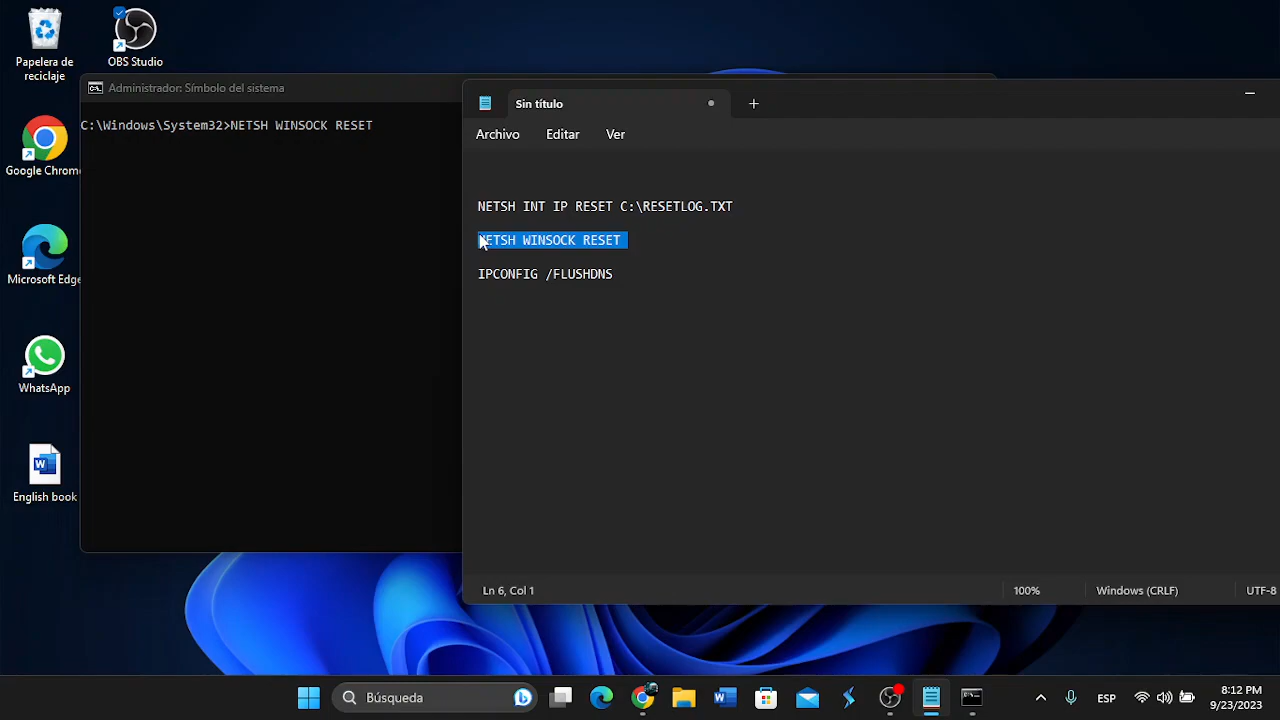 Papelera de
reciclaje
OBS Studio
Google Chrom
Microsoft Edg
WhatsApp
English book
Administrador: Símbolo del sistema
C:\Windows\System32>NETSH WINSOCK RESET
Sin título
Archivo Editar Ver
NETSH INT IP RESET C:\RESETLOG.TXT
NETSH WINSOCK RESET
IPCONFIG /FLUSHDNS
Ln 6, Col 1 100% Windows (CRLF) UTF-8
Búsqueda
ESP
8:12 PM
9/23/2023